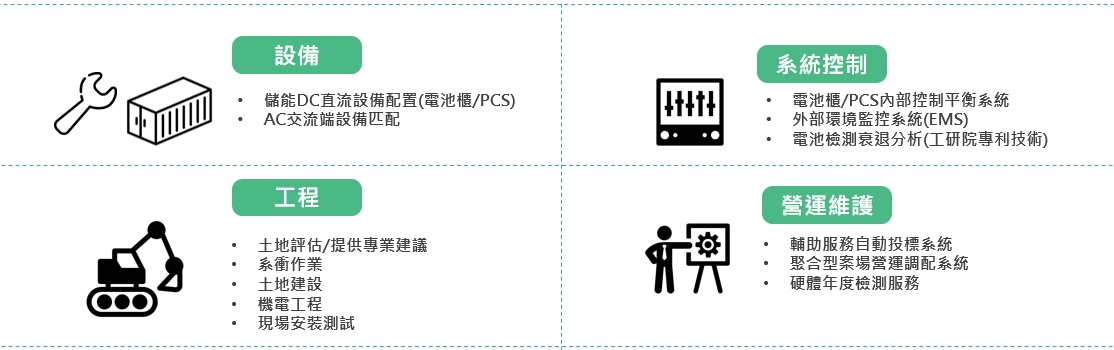 設備
• 儲能DC直流設備配置(電池櫃/PCS)
• AC交流端設備匹配
系統控制
• 電池櫃/PCS內部控制平衡系統
• 外部環境監控系統(EMS)
• 電池檢測衰退分析(工研院專利技術)
工程
• 土地評估/提供專業建議
• 系衝作業
• 土地建設
• 機電工程
• 現場安裝測試
營運維護
• 輔助服務自動投標系統
• 聚合型案場營運調配系統
• 硬體年度檢測服務